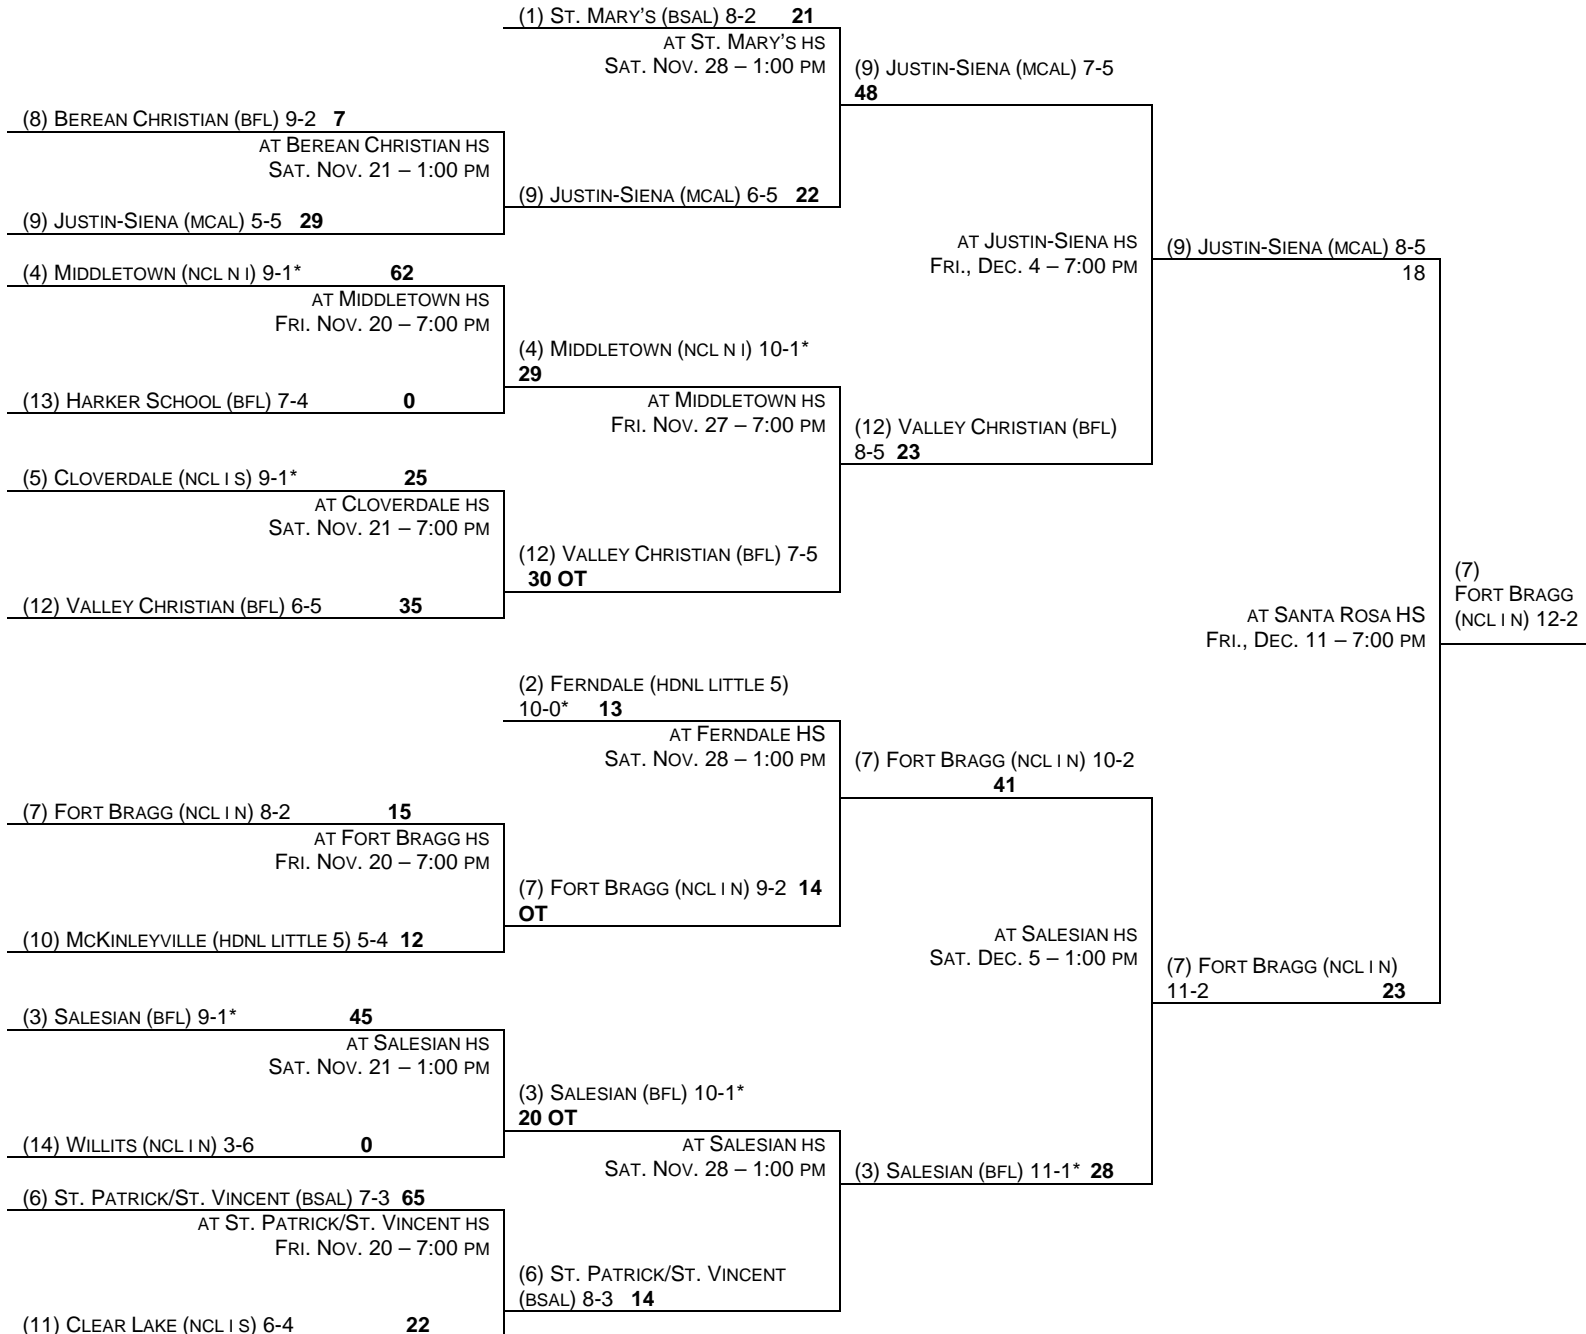 (1) ST. MARY'S (BSAL) 8-2 21
AT ST. MARY'S HS
SAT. NOV. 28 – 1:00 PM
(9) JUSTIN-SIENA (MCAL) 7-5
48
(8) BEREAN CHRISTIAN (BFL) 9-2 7
AT BEREAN CHRISTIAN HS
SAT. NOV. 21 – 1:00 PM
(9) JUSTIN-SIENA (MCAL) 6-5 22
(9) JUSTIN-SIENA (MCAL) 5-5 29
AT JUSTIN-SIENA HS
FRI., DEC. 4 – 7:00 PM
(9) JUSTIN-SIENA (MCAL) 8-5
18
(4) MIDDLETOWN (NCL N I) 9-1* 62
AT MIDDLETOWN HS
FRI. NOV. 20 – 7:00 PM
(4) MIDDLETOWN (NCL N I) 10-1*
29
(13) HARKER SCHOOL (BFL) 7-4 0
AT MIDDLETOWN HS
FRI. NOV. 27 – 7:00 PM
(12) VALLEY CHRISTIAN (BFL)
8-5 23
(5) CLOVERDALE (NCL I S) 9-1* 25
AT CLOVERDALE HS
SAT. NOV. 21 – 7:00 PM
(12) VALLEY CHRISTIAN (BFL) 7-5
30 OT
(12) VALLEY CHRISTIAN (BFL) 6-5 35
AT SANTA ROSA HS
FRI., DEC. 11 – 7:00 PM
(7)
FORT BRAGG
(NCL I N) 12-2
(2) FERNDALE (HDNL LITTLE 5)
10-0* 13
AT FERNDALE HS
SAT. NOV. 28 – 1:00 PM
(7) FORT BRAGG (NCL I N) 10-2
41
(7) FORT BRAGG (NCL I N) 8-2 15
AT FORT BRAGG HS
FRI. NOV. 20 – 7:00 PM
(7) FORT BRAGG (NCL I N) 9-2 14
OT
(10) MCKINLEYVILLE (HDNL LITTLE 5) 5-4 12
AT SALESIAN HS
SAT. DEC. 5 – 1:00 PM
(7) FORT BRAGG (NCL I N)
11-2 23
(3) SALESIAN (BFL) 9-1* 45
AT SALESIAN HS
SAT. NOV. 21 – 1:00 PM
(3) SALESIAN (BFL) 10-1*
20 OT
(14) WILLITS (NCL I N) 3-6 0
AT SALESIAN HS
SAT. NOV. 28 – 1:00 PM
(3) SALESIAN (BFL) 11-1* 28
(6) ST. PATRICK/ST. VINCENT (BSAL) 7-3 65
AT ST. PATRICK/ST. VINCENT HS
FRI. NOV. 20 – 7:00 PM
(6) ST. PATRICK/ST. VINCENT
(BSAL) 8-3 14
(11) CLEAR LAKE (NCL I S) 6-4 22